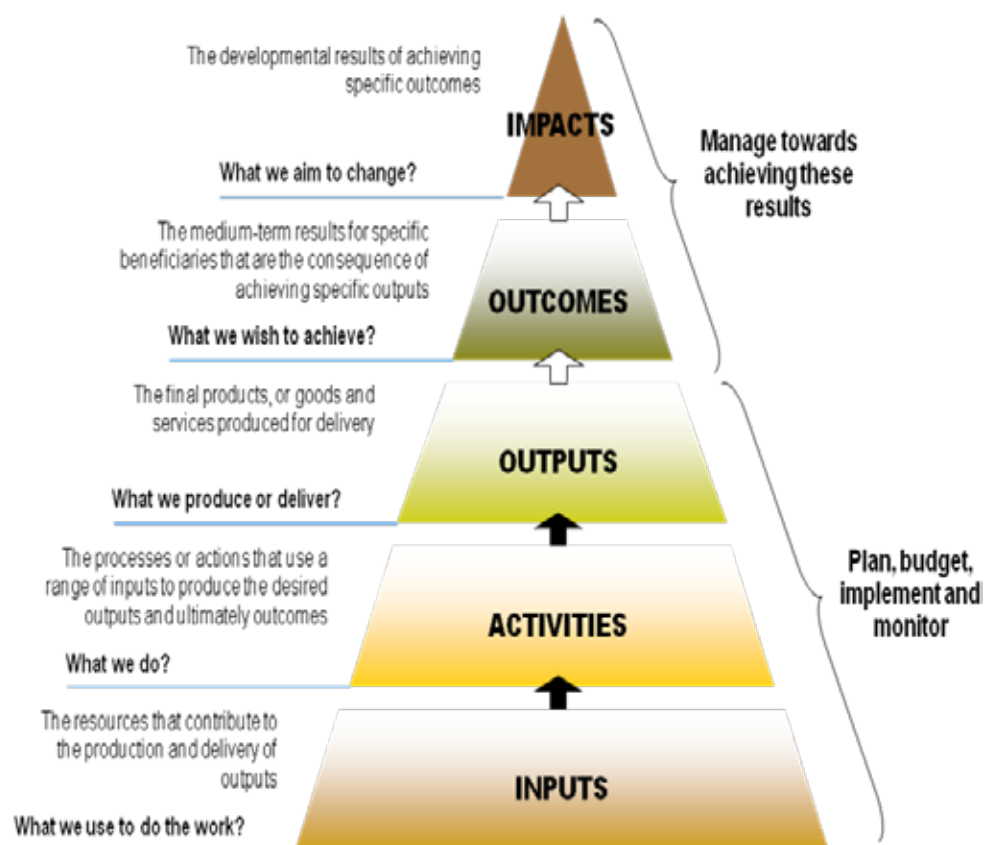 The developmental results of achieving
specific outcomes
IMPACTS
What we aim to change?
Manage towards
achieving these
results
The medium-term results for specific
beneficiaries that are the consequence of
achieving specific outputs
OUTCOMES
What we wish to achieve?
The final products, or goods and
services produced for delivery
OUTPUTS
What we produce or deliver?
The processes or actions that use a
range of inputs to produce the desired
outputs and ultimately outcomes
ACTIVITIES
What we do?
Plan, budget,
implement and
monitor
The resources that contribute to
the production and delivery of
outputs
INPUTS
What we use to do the work?